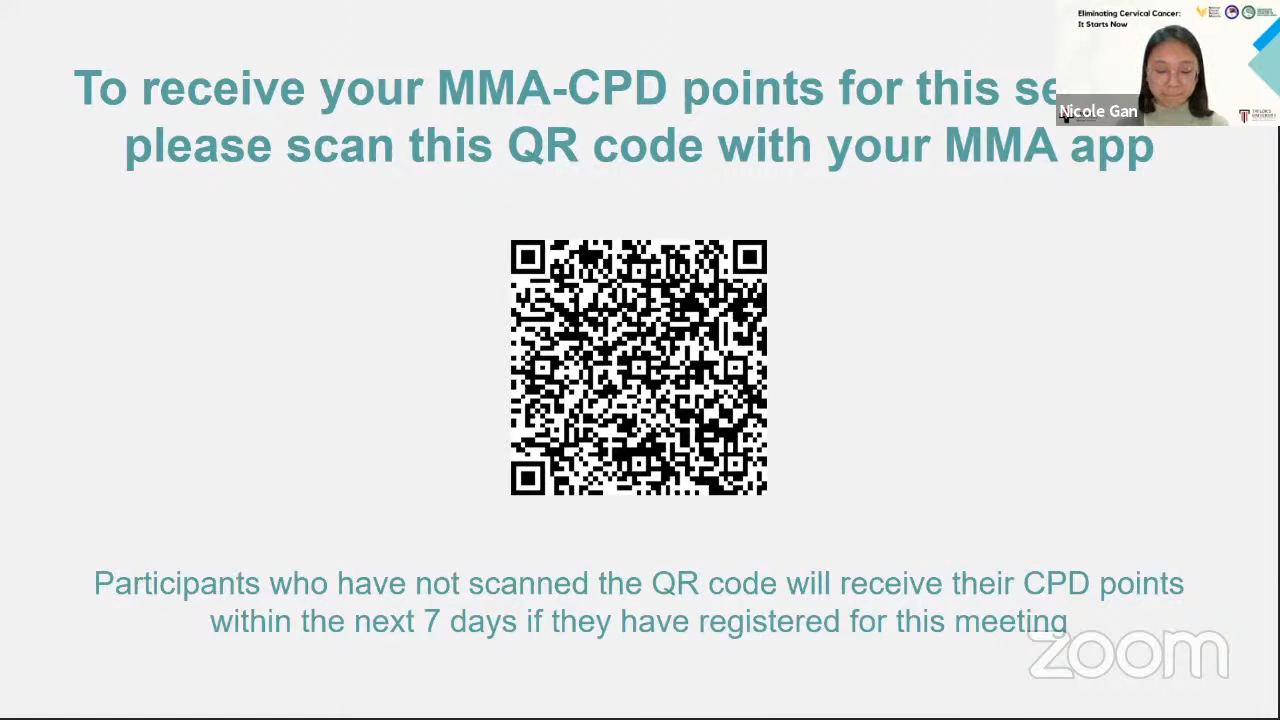 Eliminating Cervical Cancer:
It Starts Now
To receive your MMA-CPD points for this se
Nicole Gan
please scan this QR code with your MMA app
Participants who have not scanned the QR code will receive their CPD points
within the next 7 days if they have registered for this meeting
zoom